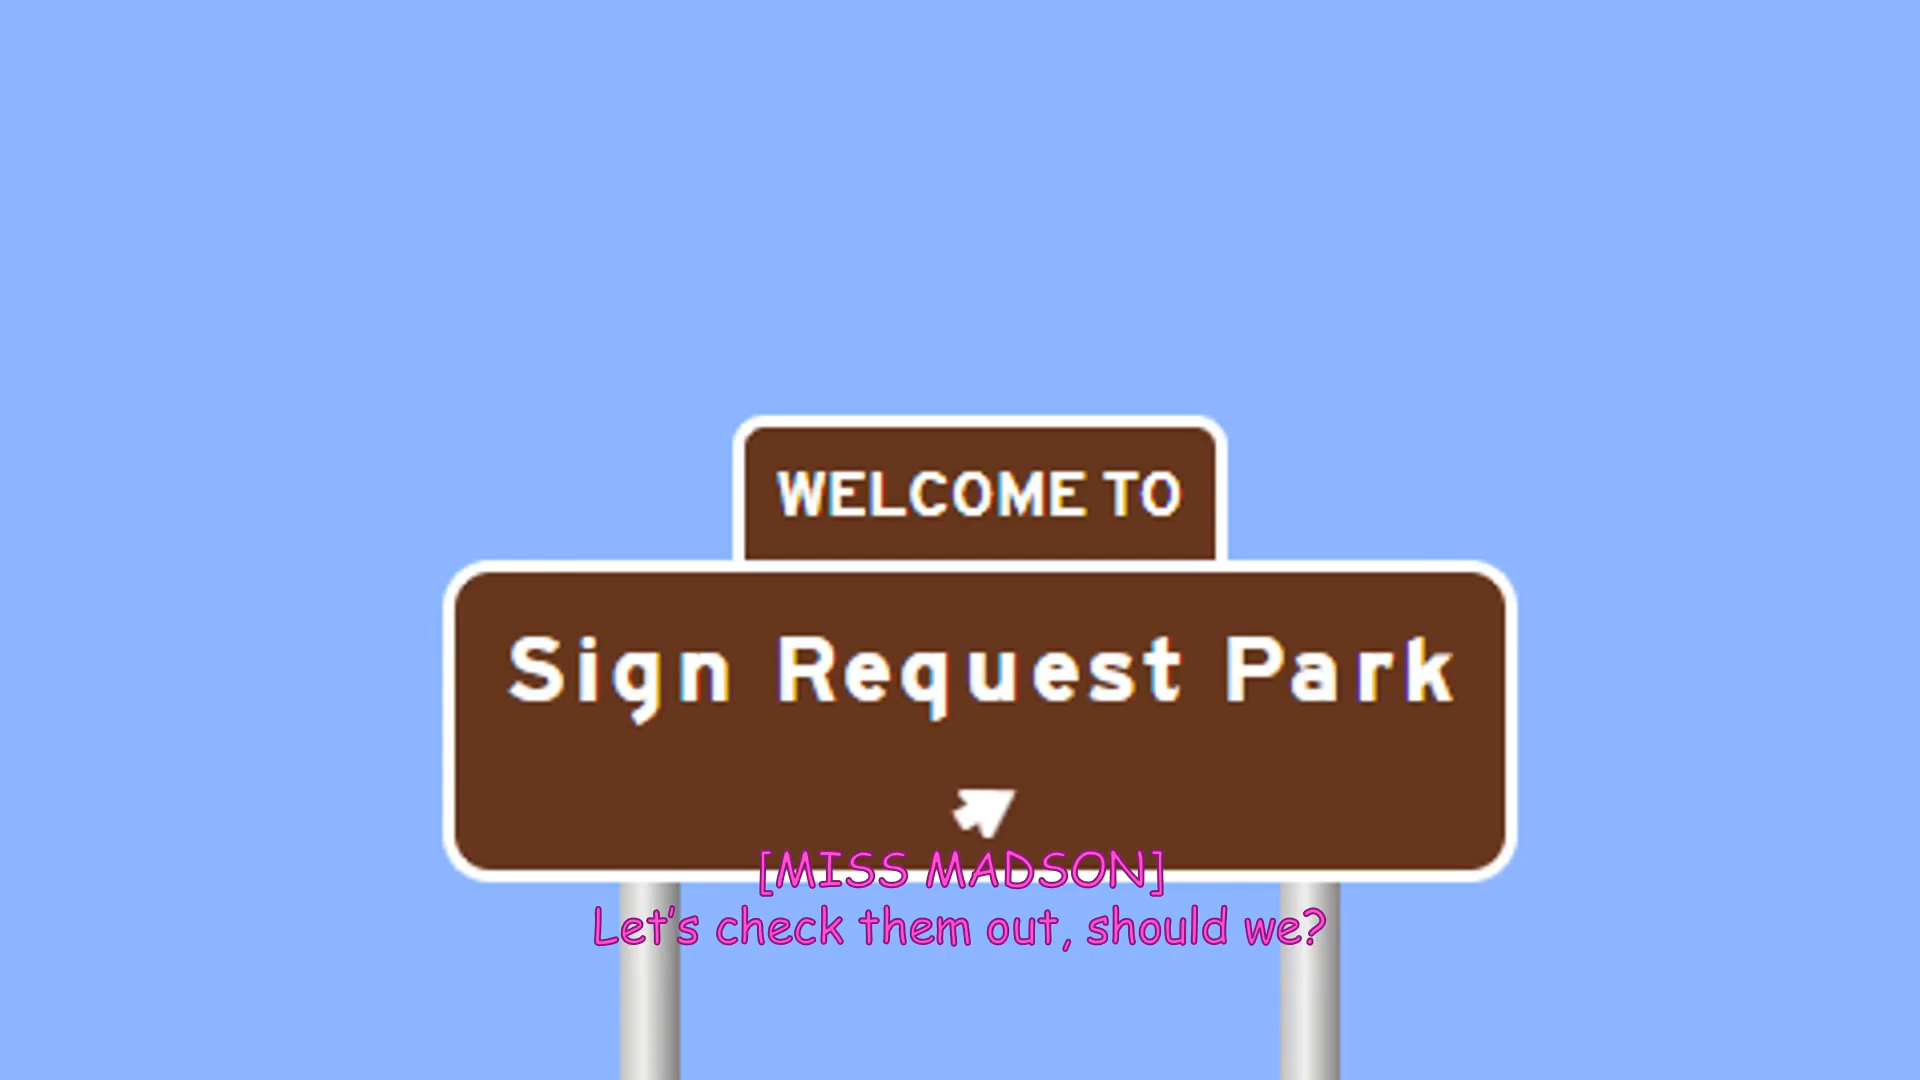 WELCOME TO
Sign Request Park
[MISS MADSON]
Let's check them out, should we?